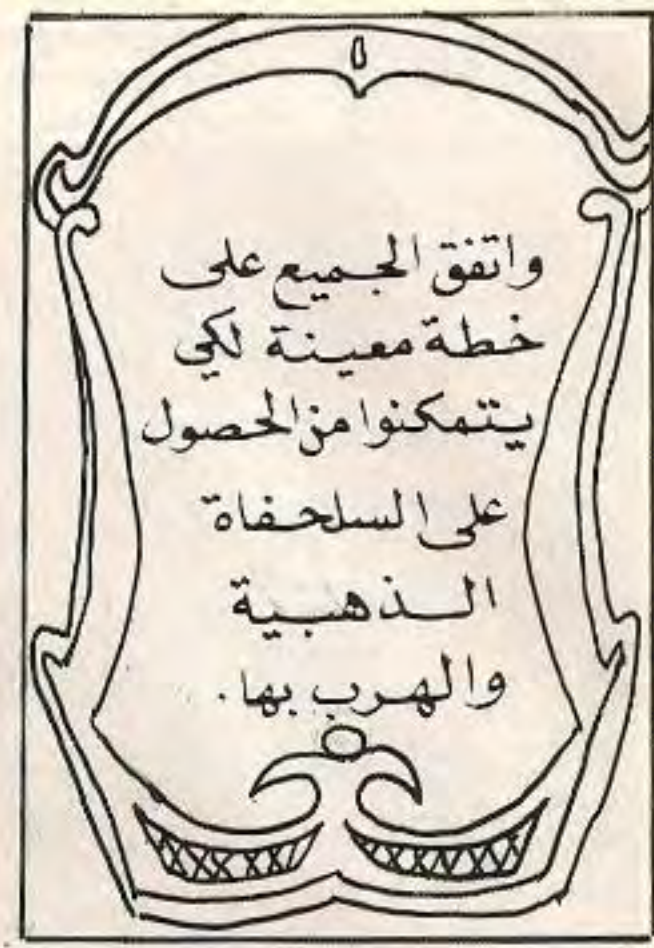 واتفق الجميع على
خطة معينة لكي
يتمكنوا من الحصول
على السلحفاة
الذهبية
والهرب بها.